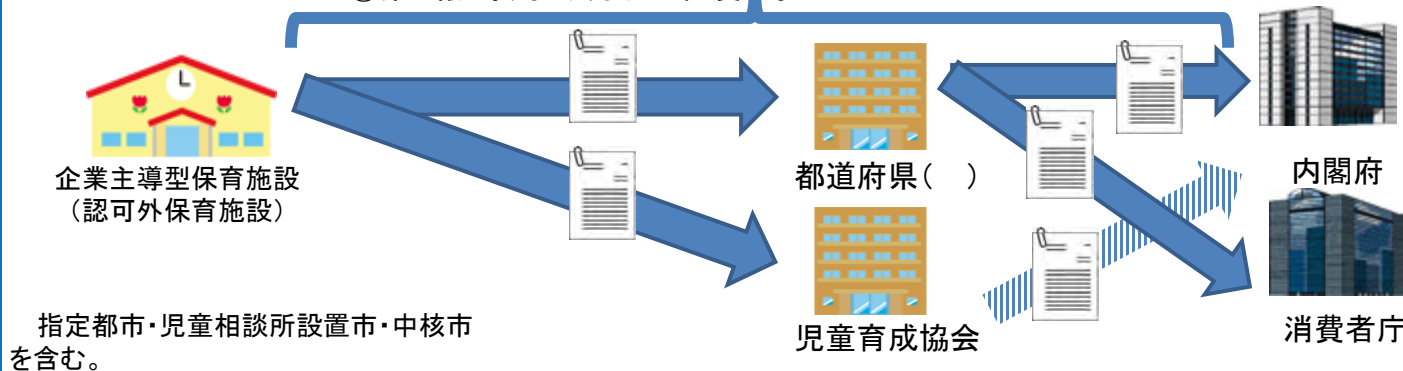 企業主導型保育施設
（認可外保育施設）
都道府県（　）
内閣府
児童育成協会
消費者庁
指定都市・児童相談所設置市・中核市
を含む。